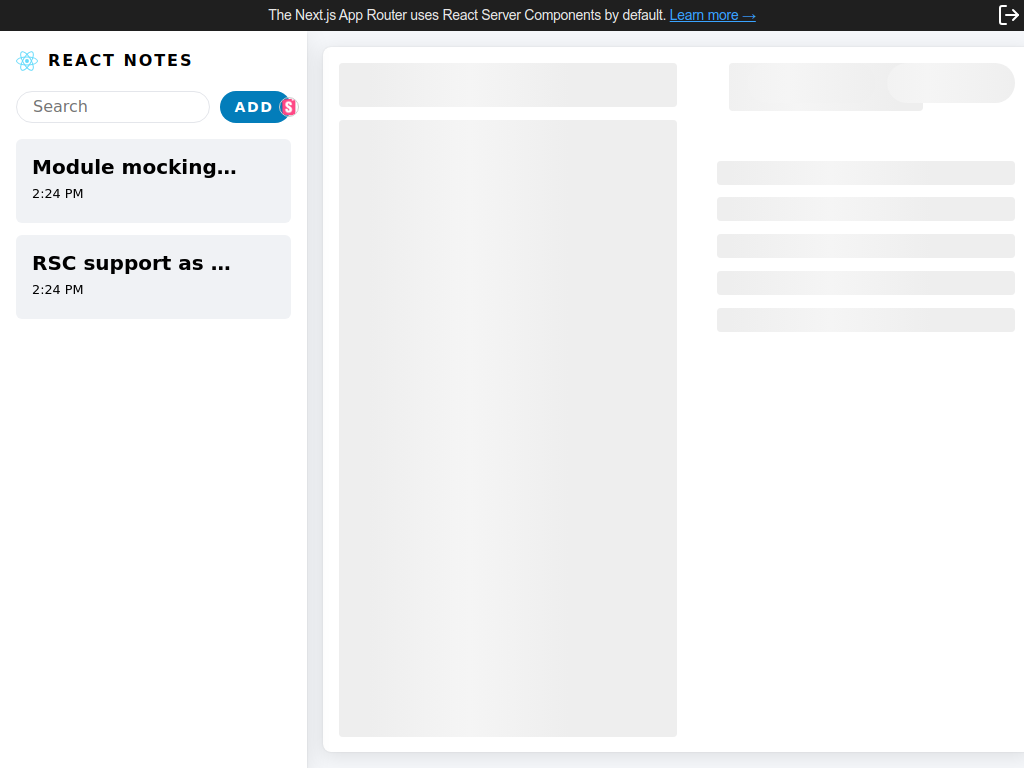 The Next.js App Router uses React Server Components by default. Learn more →
REACT NOTES
Search
ADD
S
Module mocking...
2:24 PM
RSC support as ...
2:24 PM